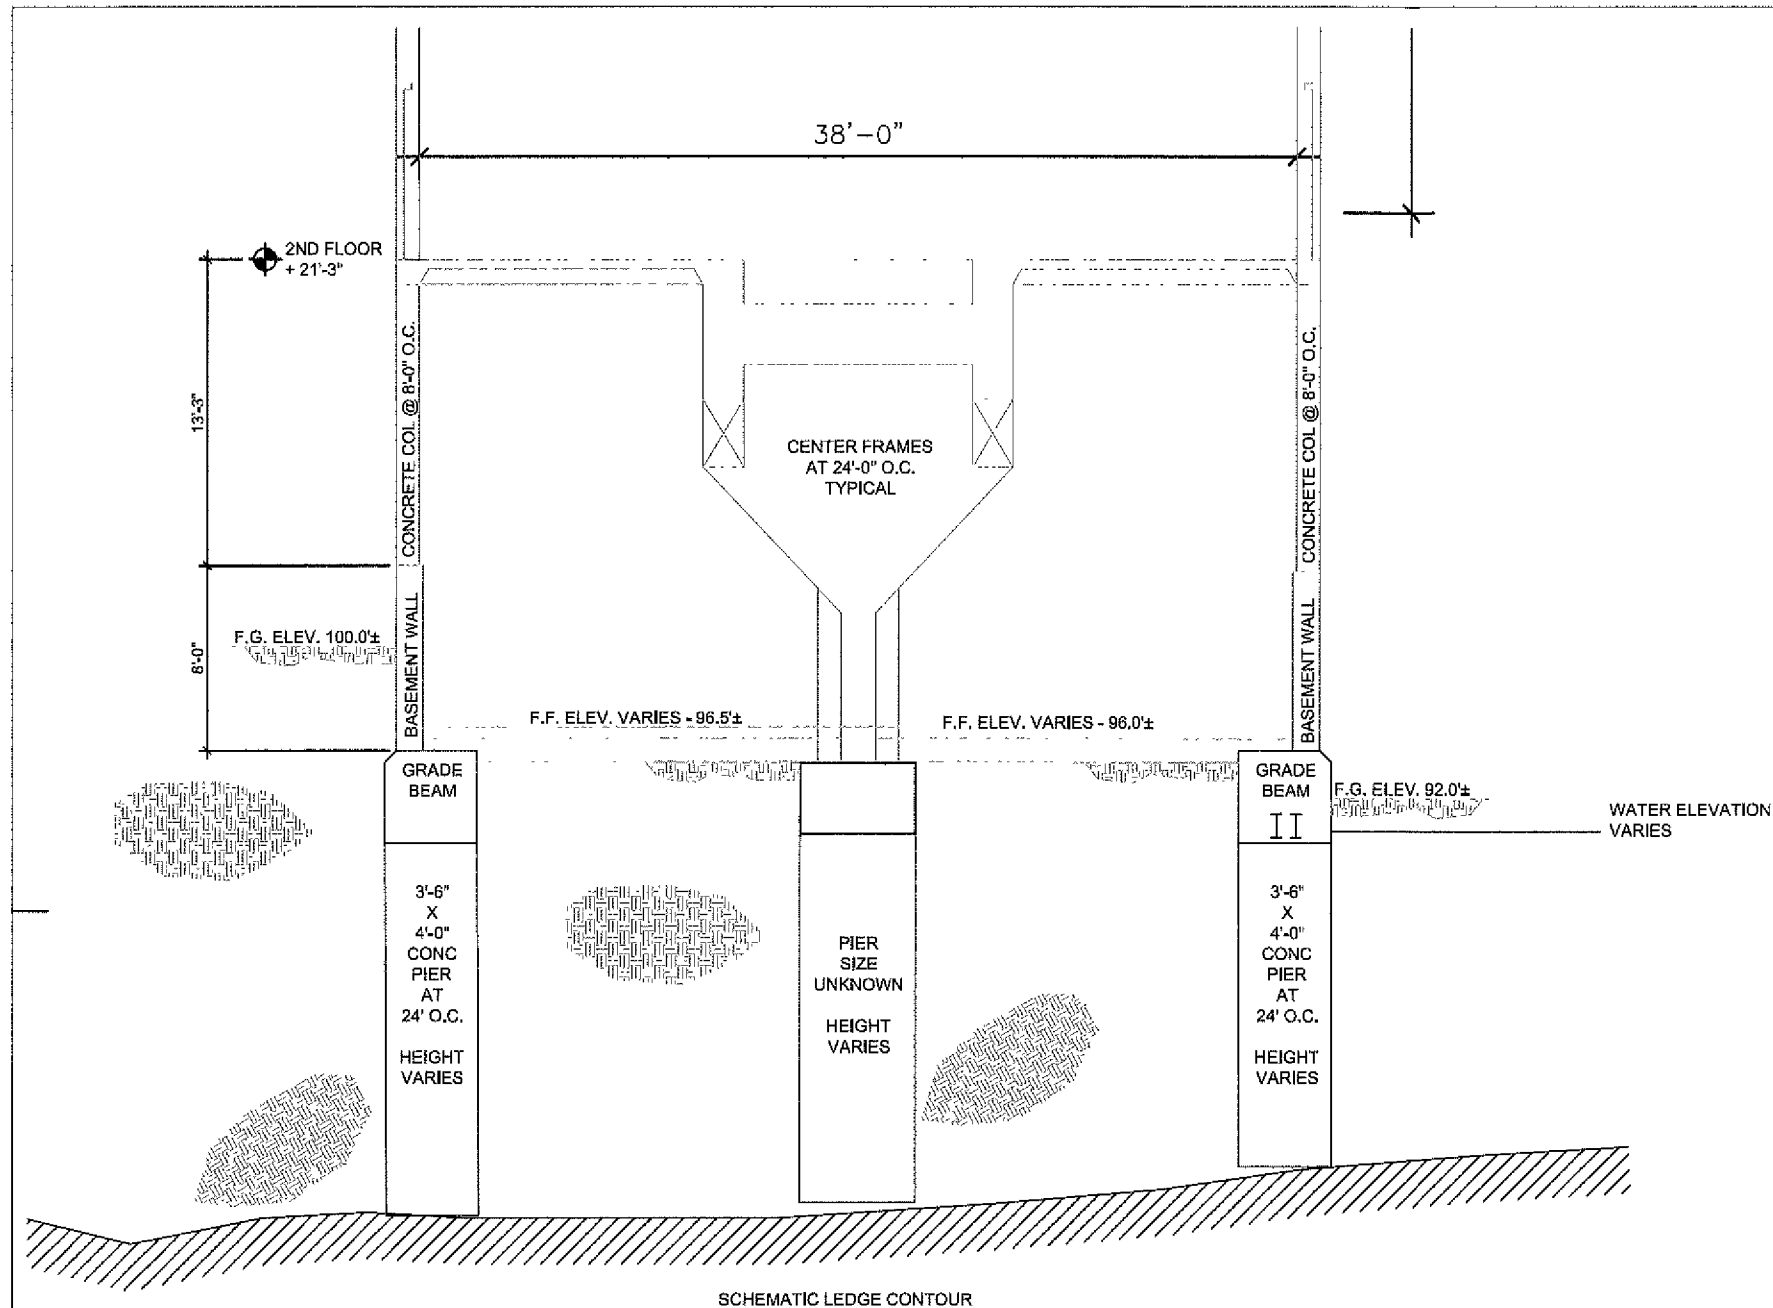 38'-0"
2ND FLOOR
+ 21'-3"
13'-3"
CONCRETE COL @ 8'-0" O.C.
CONCRETE COL @ 8'-0" O.C.
CENTER FRAMES
AT 24'-0" O.C.
TYPICAL
8'-0"
F.G. ELEV. 100.0'±
BASEMENT WALL
BASEMENT WALL
F.F. ELEV. VARIES - 96.5'±
F.F. ELEV. VARIES - 96.0'±
GRADE
BEAM
GRADE
BEAM
F.G. ELEV. 92.0'±
WATER ELEVATION
VARIES
3'-6"
X
4'-0"
CONC
PIER
AT
24' O.C.
HEIGHT
VARIES
PIER
SIZE
UNKNOWN
HEIGHT
VARIES
3'-6"
X
4'-0"
CONC
PIER
AT
24' O.C.
HEIGHT
VARIES
SCHEMATIC LEDGE CONTOUR